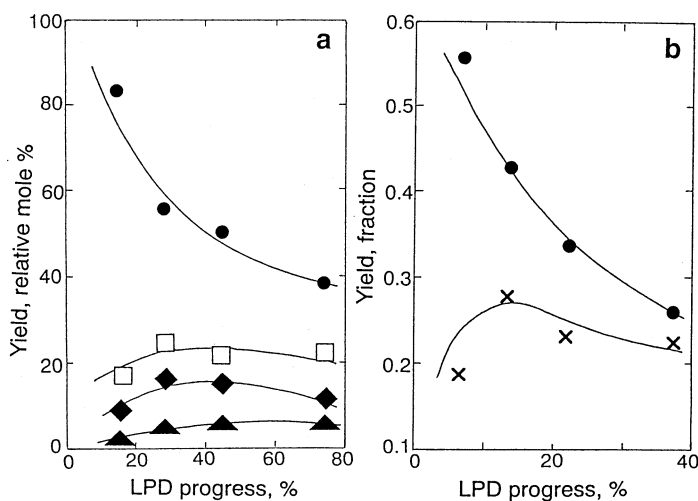 a
100
80
60
40
20
0
Yield, relative mole %
0 20 40 60 80
LPD progress, %
b
0.6
0.5
0.4
0.3
0.2
0.1
Yield, fraction
0 20 40
LPD progress, %